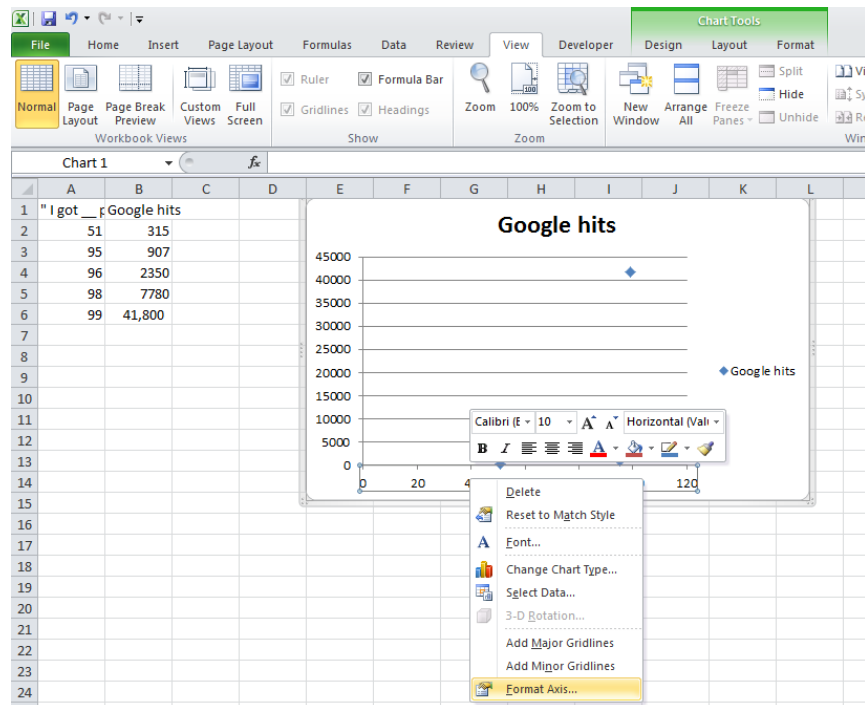 Chart Tools
File Home Insert Page Layout Formulas Data Review View Developer Design Layout Format
Normal Page Layout Page Break Preview Custom Views Full Screen
Ruler Formula Bar
Gridlines Headings
Zoom 100% Zoom to Selection
New Window Arrange All Freeze Panes
Split
Hide
Unhide
Workbook Views Show Zoom
Chart 1 fx
A B C D E F G H I J K L
1 " I got __ p Google hits
2 51 315
3 95 907
4 96 2350
5 98 7780
6 99 41,800
7
8
9
10
11
12
13
14
15
16
17
18
19
20
21
22
23
24
Google hits
45000
40000
35000
30000
25000
20000
15000
10000
5000
0
0 20 120
Google hits
Calibri (E 10 A A Horizontal (Valu
B I A
Delete
Reset to Match Style
A Font...
Change Chart Type...
Select Data...
3-D Rotation...
Add Major Gridlines
Add Minor Gridlines
Format Axis...